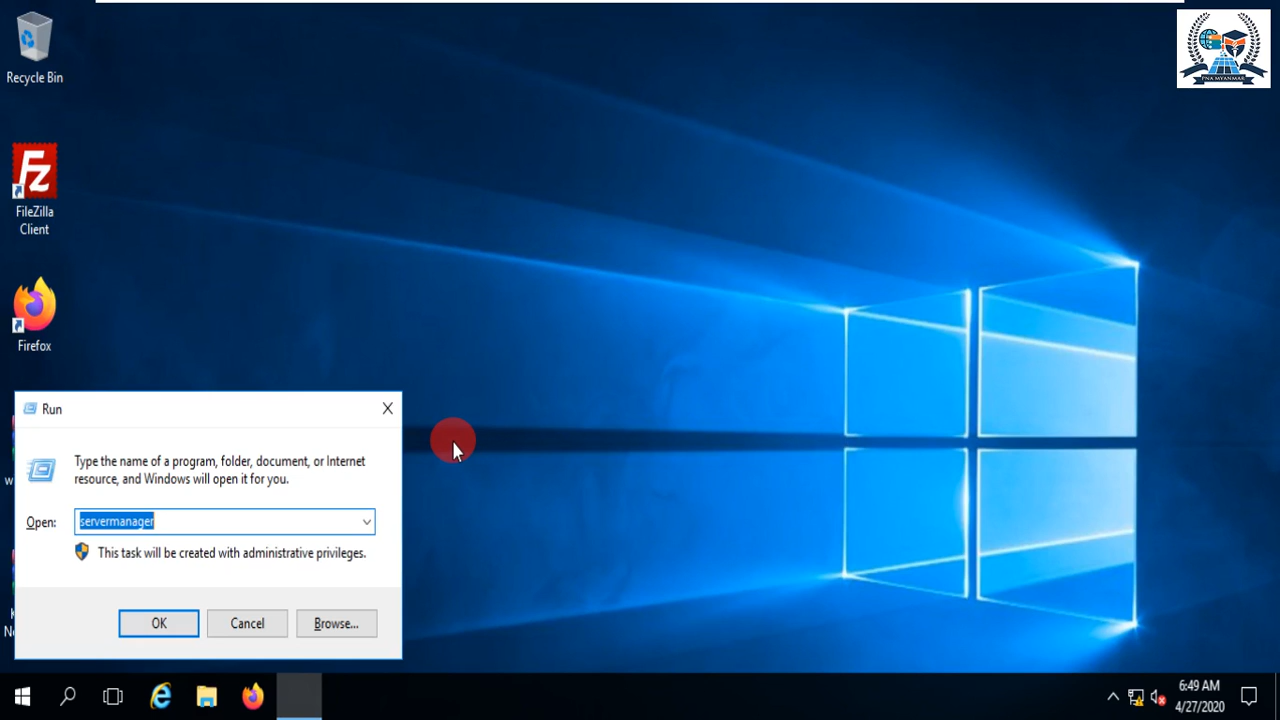 Recycle Bin
PNA MYANMAR
FileZilla
Client
Firefox
Run
Type the name of a program, folder, document, or Internet
resource, and Windows will open it for you.
Open:
servermanager
This task will be created with administrative privileges.
OK
Cancel
Browse...
6:49 AM
4/27/2020